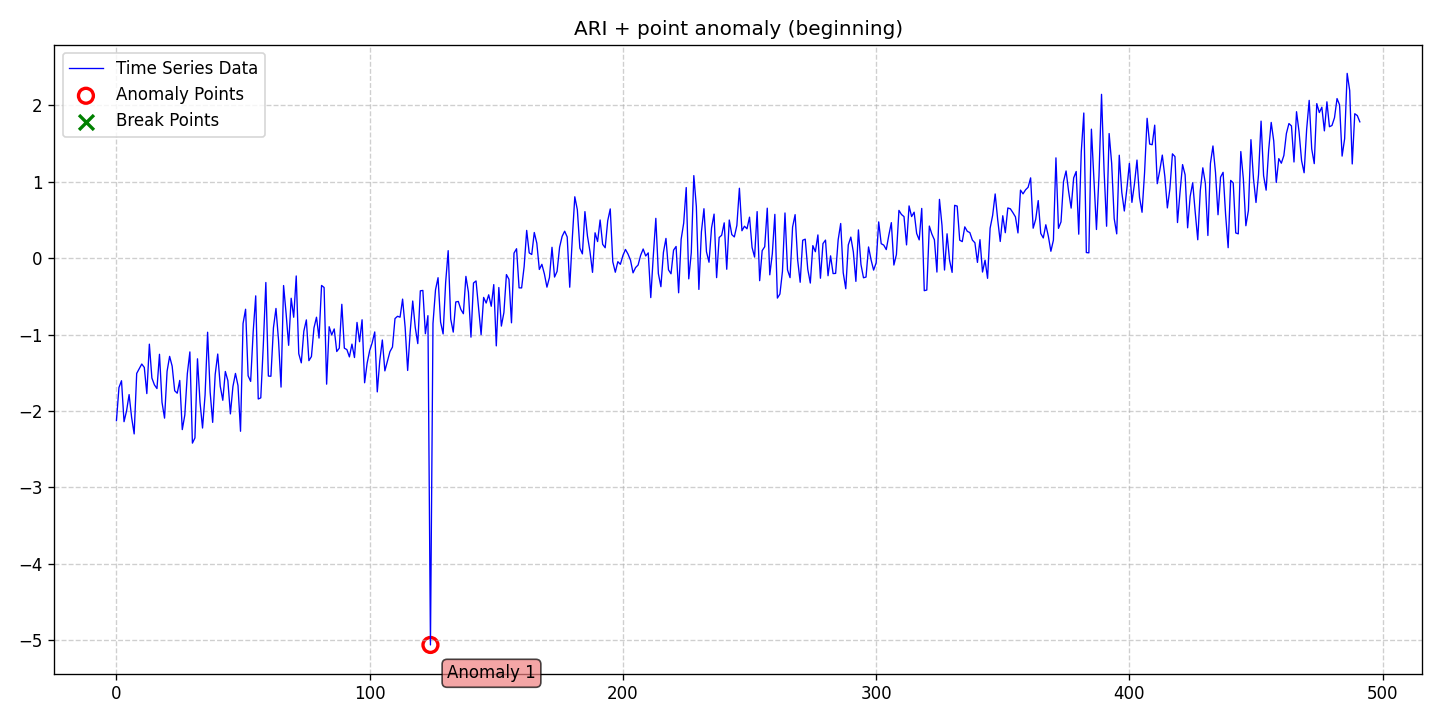 ARI + point anomaly (beginning)
Time Series Data
Anomaly Points
Break Points
2
1
0
−1
−2
−3
−4
−5
Anomaly 1
0
100
200
300
400
500